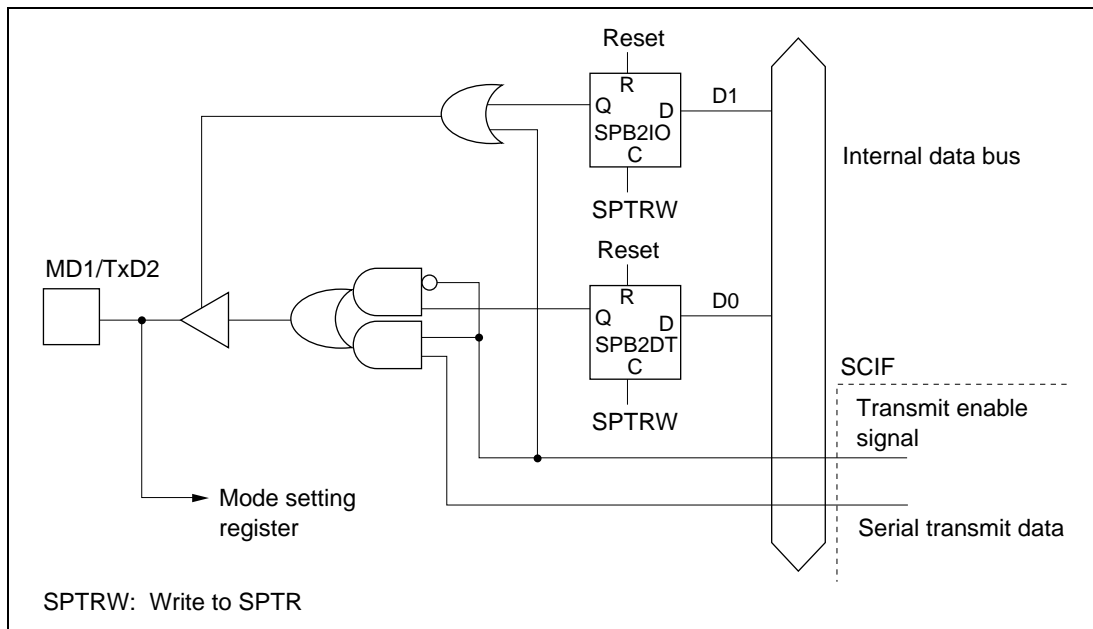 Reset
R
Q
D
D1
SPB2IO
C
Internal data bus
SPTRW
Reset
MD1/TxD2
R
Q
D
D0
SPB2DT
C
SCIF
SPTRW
Transmit enable
signal
Mode setting
register
Serial transmit data
SPTRW: Write to SPTR